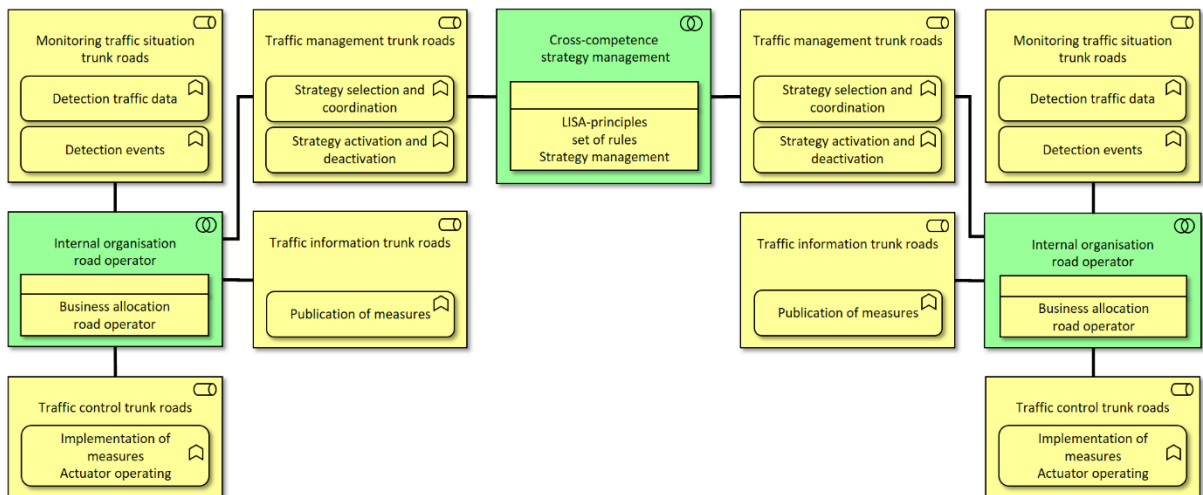 Monitoring traffic situation
trunk roads
Detection traffic data
Detection events
Traffic management trunk roads
Strategy selection and
coordination
Strategy activation and
deactivation
Cross-competence
strategy management
LISA-principles
set of rules
Strategy management
Traffic management trunk roads
Strategy selection and
coordination
Strategy activation and
deactivation
Monitoring traffic situation
trunk roads
Detection traffic data
Detection events
Internal organisation
road operator
Business allocation
road operator
Traffic information trunk roads
Publication of measures
Traffic information trunk roads
Publication of measures
Internal organisation
road operator
Business allocation
road operator
Traffic control trunk roads
Implementation of
measures
Actuator operating
Traffic control trunk roads
Implementation of
measures
Actuator operating